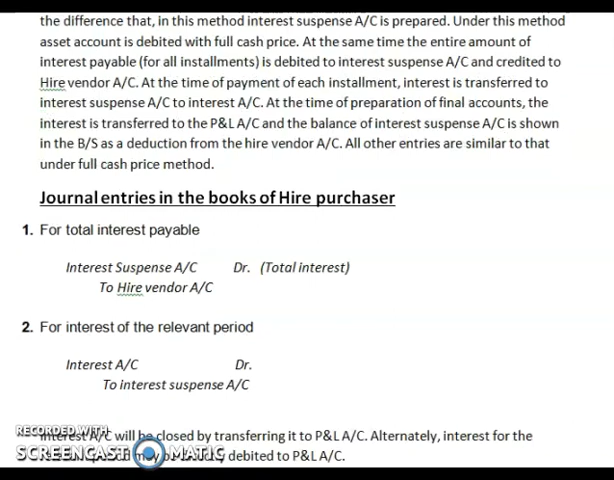 the difference that, in this method interest suspense A/C is prepared. Under this method
asset account is debited with full cash price. At the same time the entire amount of
interest payable (for all installments) is debited to interest suspense A/C and credited to
Hire vendor A/C. At the time of payment of each installment, interest is transferred to
interest suspense A/C to interest A/C. At the time of preparation of final accounts, the
interest is transferred to the P&L A/C and the balance of interest suspense A/C is shown
in the B/S as a deduction from the hire vendor A/C. All other entries are similar to that
under full cash price method.
Journal entries in the books of Hire purchaser
1. For total interest payable
Interest Suspense A/C Dr. (Total interest)
To Hire vendor A/C
2. For interest of the relevant period
Interest A/C Dr.
To interest suspense A/C
RECORDED WITH
Interest A/C will be closed by transferring it to P&L A/C. Alternately, interest for the
SCREENCAST MATIC
debited to P&L A/C.